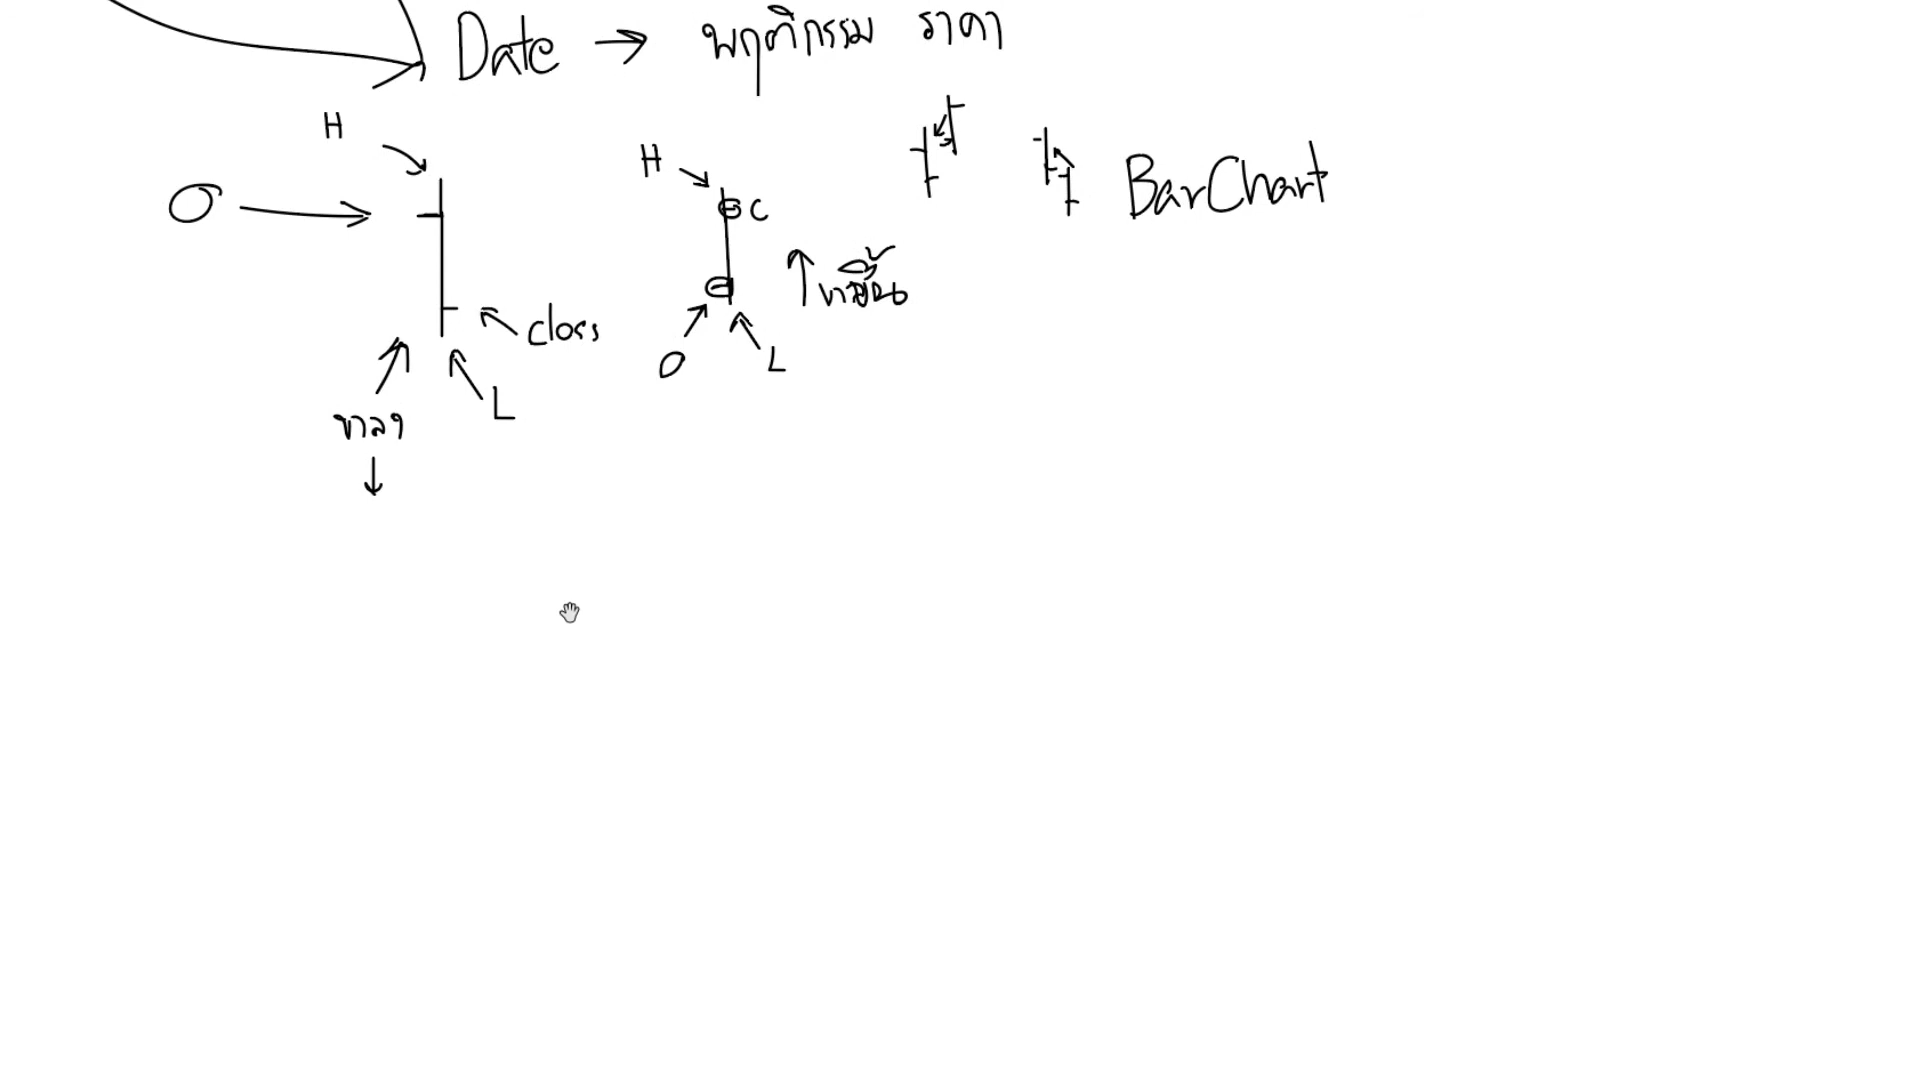 Date → พฤติกรรม ราคา
H
H
O
C
BarChart
↑ ขาขึ้น
closs
O
L
L
ขาลง
↓